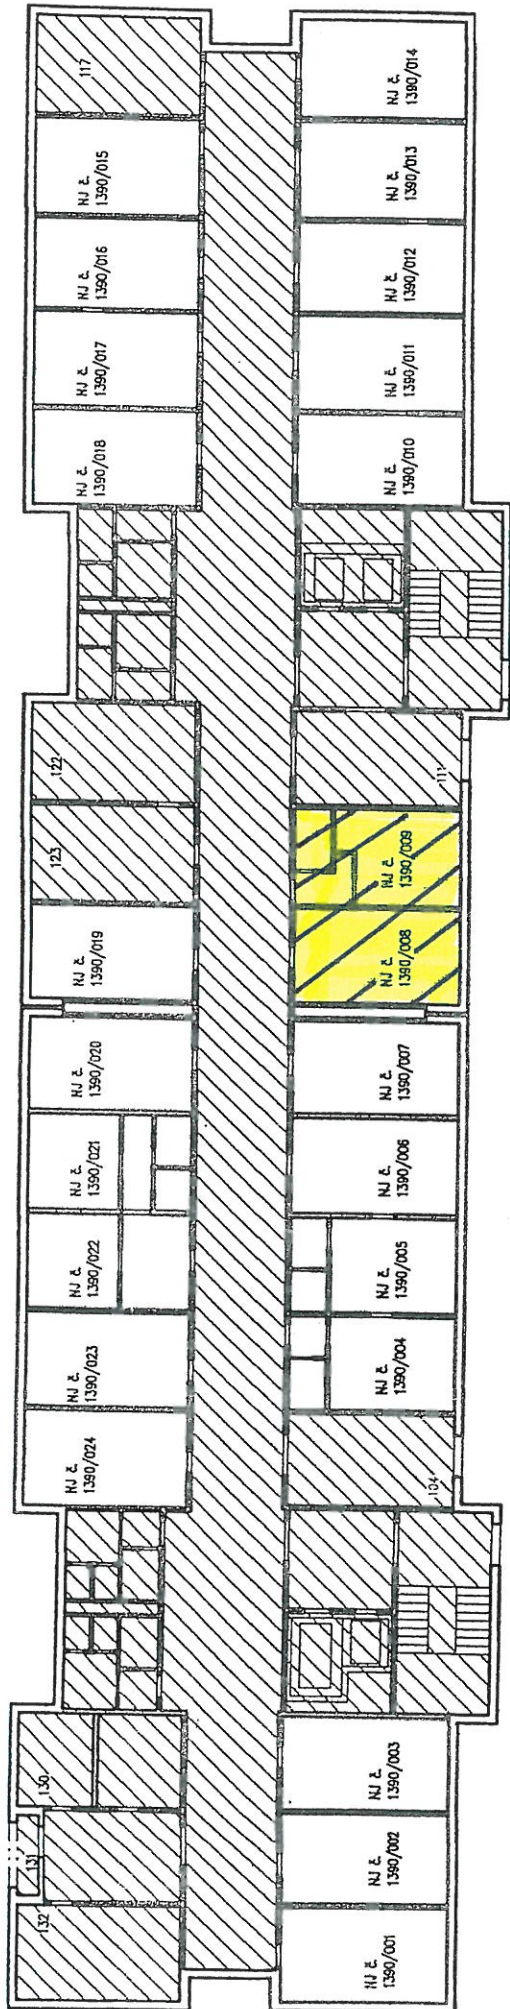 117
NJ č.
1390/014
NJ č.
1390/015
NJ č.
1390/013
NJ č.
1390/016
NJ č.
1390/012
NJ č.
1390/017
NJ č.
1390/011
NJ č.
1390/018
NJ č.
1390/010
122
111
123
NJ č.
1390/009
NJ č.
1390/019
NJ č.
1390/008
NJ č.
1390/020
NJ č.
1390/007
NJ č.
1390/021
NJ č.
1390/006
NJ č.
1390/022
NJ č.
1390/005
NJ č.
1390/023
NJ č.
1390/004
NJ č.
1390/024
104
130
NJ č.
1390/003
131
NJ č.
1390/002
132
NJ č.
1390/001